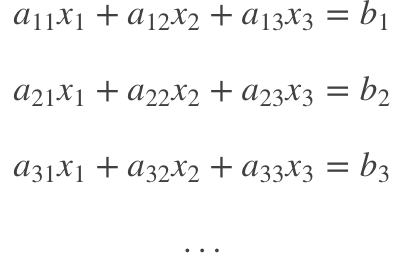 a₁₁x₁ + a₁₂x₂ + a₁₃x₃ = b₁
a₂₁x₁ + a₂₂x₂ + a₂₃x₃ = b₂
a₃₁x₁ + a₃₂x₂ + a₃₃x₃ = b₃
...